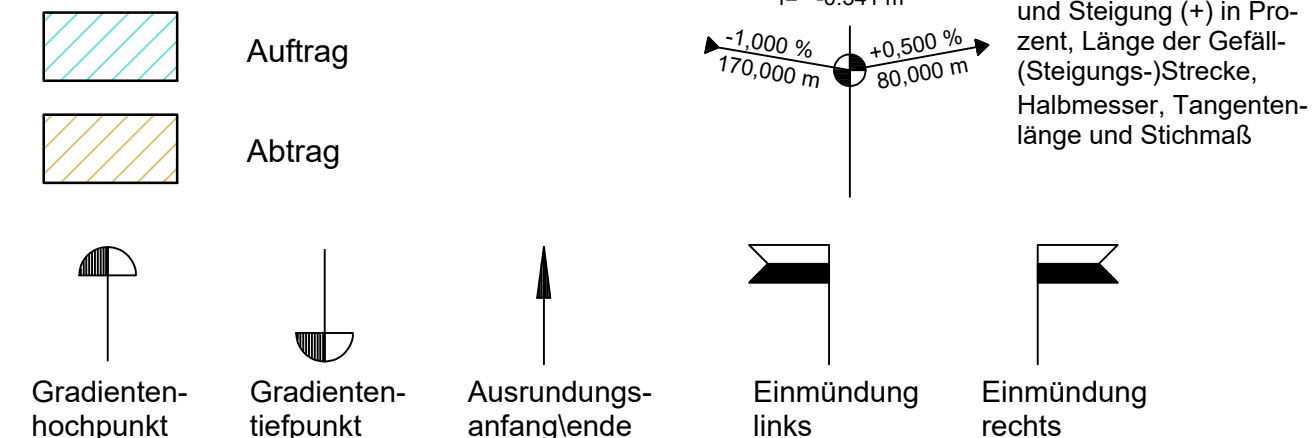 Auftrag
Abtrag
-1,000 %
170,000 m
+0,500 %
80,000 m
und Steigung (+) in Pro-
zent, Länge der Gefäll-
(Steigungs-)Strecke,
Halbmesser, Tangenten-
länge und Stichmaß
Gradienten-
hochpunkt
Gradienten-
tiefpunkt
Ausrundungs-
anfang\ende
Einmündung
links
Einmündung
rechts